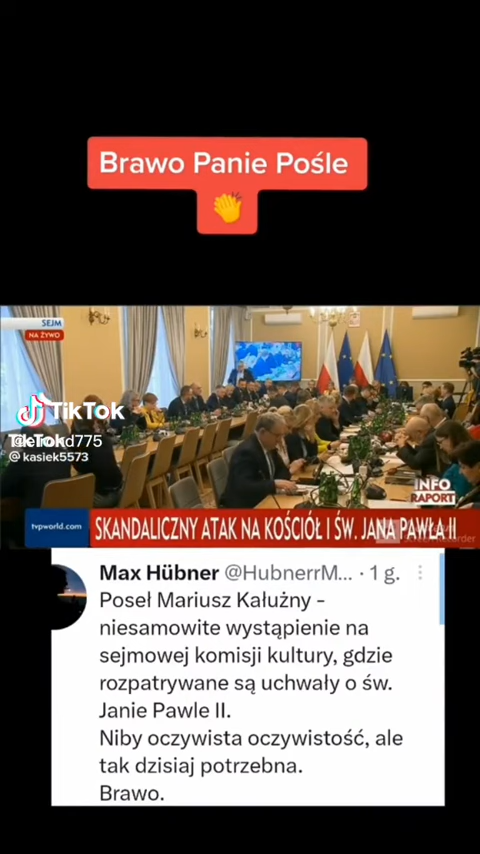 Brawo Panie Pośle
👏
SEJM
NA ŻYWO
TikTok
TikTok
@kasiek5573
INFO
RAPORT
tvpworld.com
SKANDALICZNY ATAK NA KOŚCIÓŁ I ŚW. JANA PAWŁA II
Max Hübner @HubnerrM... · 1 g.
Poseł Mariusz Kałużny -
niesamowite wystąpienie na
sejmowej komisji kultury, gdzie
rozpatrywane są uchwały o św.
Janie Pawle II.
Niby oczywista oczywistość, ale
tak dzisiaj potrzebna.
Brawo.